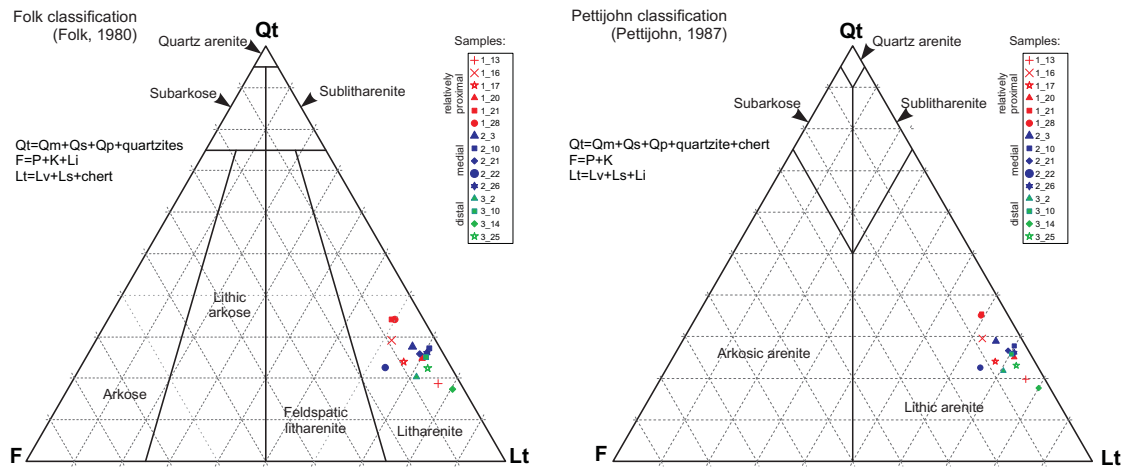 Folk classification
(Folk, 1980)
Qt
Quartz arenite
Subarkose
Sublitharenite
Qt=Qm+Qs+Qp+quartzites
F=P+K+Li
Lt=Lv+Ls+chert
Lithic
arkose
Arkose
Feldspatic
litharenite
Litharenite
F
Lt
Samples:
relatively
proximal
medial
distal
1_13
1_16
1_17
1_20
1_21
1_28
2_3
2_10
2_21
2_22
2_26
3_2
3_10
3_14
3_25
Pettijohn classification
(Pettijohn, 1987)
Qt
Quartz arenite
Subarkose
Sublitharenite
Qt=Qm+Qs+Qp+quartzite+chert
F=P+K
Lt=Lv+Ls+Li
Arkosic arenite
Lithic arenite
F
Lt
Samples:
relatively
proximal
medial
distal
1_13
1_16
1_17
1_20
1_21
1_28
2_3
2_10
2_21
2_22
2_26
3_2
3_10
3_14
3_25